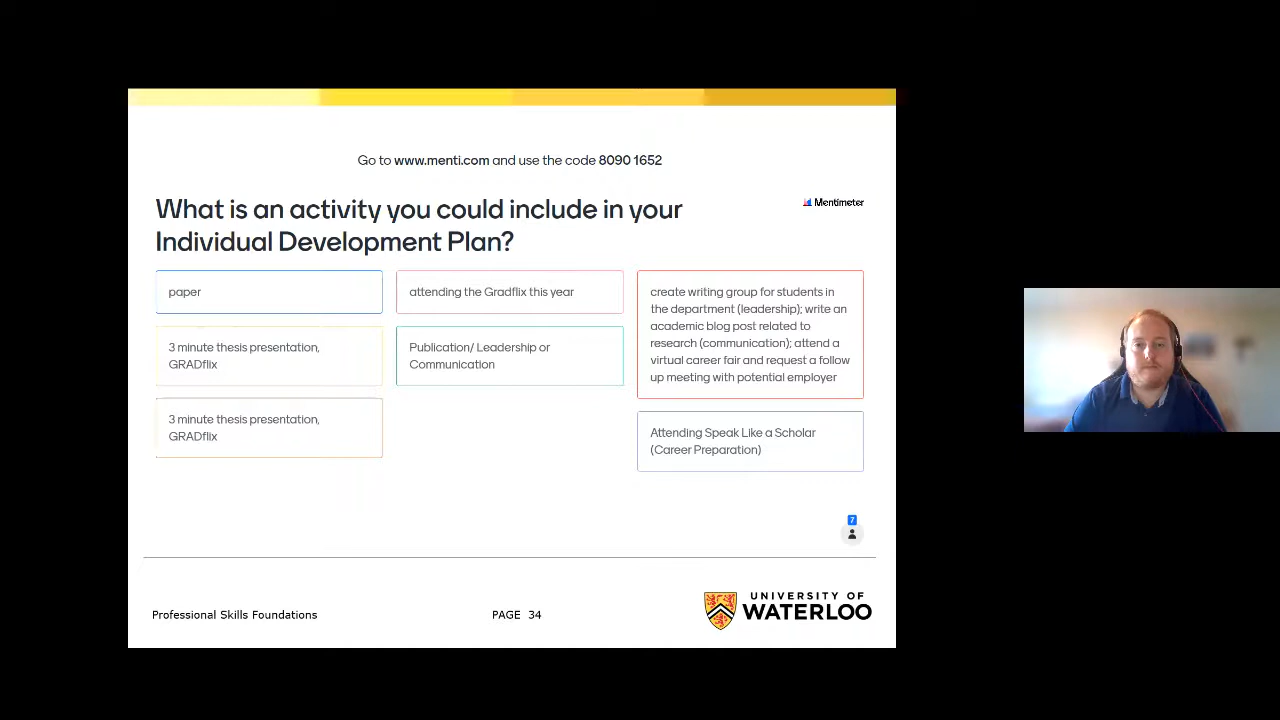 Go to www.menti.com and use the code 8090 1652
What is an activity you could include in your
Individual Development Plan?
Mentimeter
paper
3 minute thesis presentation,
GRADflix
3 minute thesis presentation,
GRADflix
attending the Gradflix this year
Publication/ Leadership or
Communication
create writing group for students in
the department (leadership); write an
academic blog post related to
research (communication); attend a
virtual career fair and request a follow
up meeting with potential employer
Attending Speak Like a Scholar
(Career Preparation)
7
Professional Skills Foundations
PAGE 34
UNIVERSITY OF
WATERLOO